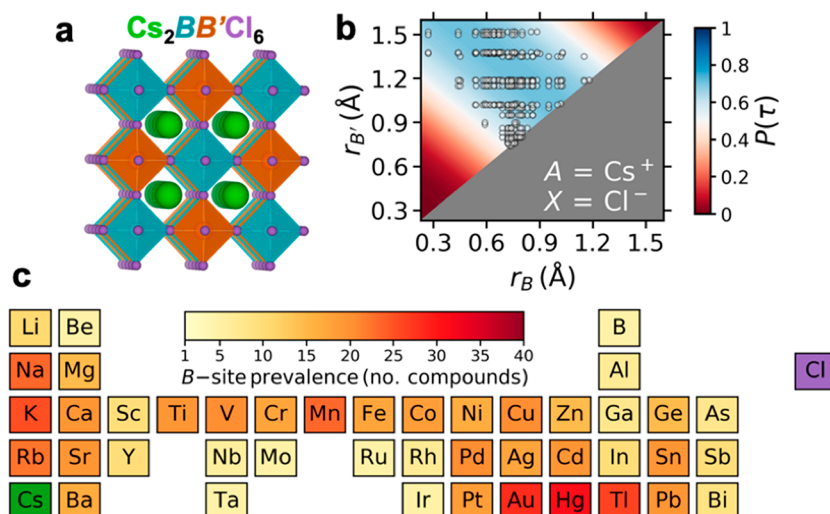 a
Cs2BB'Cl6
b
1.5
1.2
0.9
0.6
0.3
rB' (Å)
A = Cs+
X = Cl−
0.3 0.6 0.9 1.2 1.5
rB (Å)
1
0.8
0.6
0.4
0.2
0
P(τ)
c
1 5 10 15 20 25 30 35 40
B−site prevalence (no. compounds)
Li Be B
Na Mg Al Cl
K Ca Sc Ti V Cr Mn Fe Co Ni Cu Zn Ga Ge As
Rb Sr Y Nb Mo Ru Rh Pd Ag Cd In Sn Sb
Cs Ba Ta Ir Pt Au Hg Tl Pb Bi